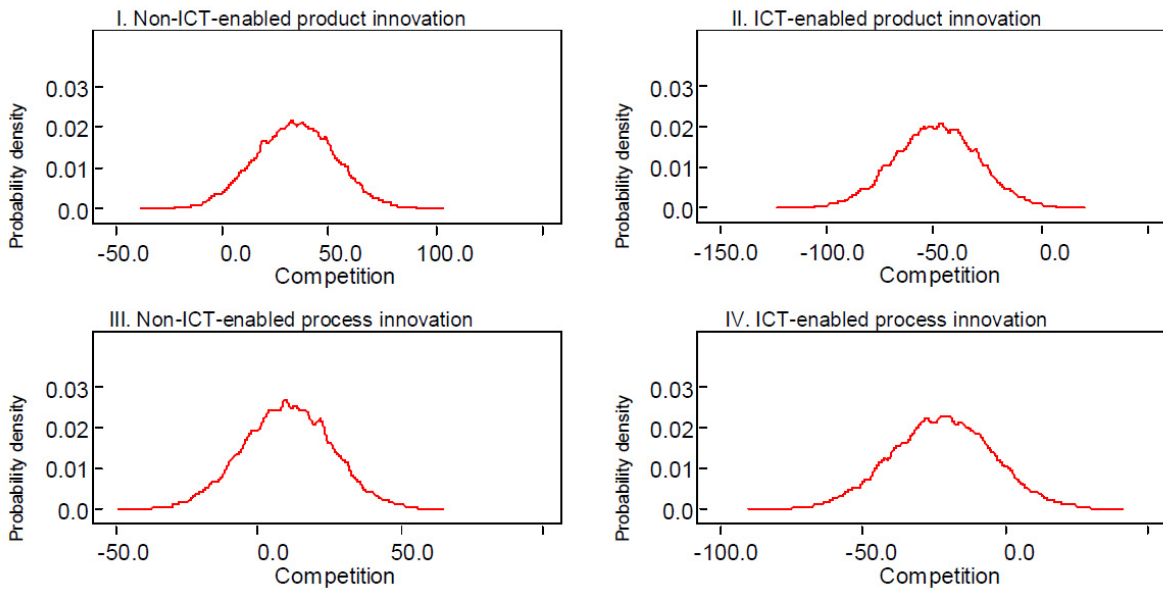 I. Non-ICT-enabled product innovation
Probability density
0.03
0.02
0.01
0.0
-50.0 0.0 50.0 100.0
Competition
II. ICT-enabled product innovation
Probability density
0.03
0.02
0.01
0.0
-150.0 -100.0 -50.0 0.0
Competition
III. Non-ICT-enabled process innovation
Probability density
0.03
0.02
0.01
0.0
-50.0 0.0 50.0
Competition
IV. ICT-enabled process innovation
Probability density
0.03
0.02
0.01
0.0
-100.0 -50.0 0.0
Competition